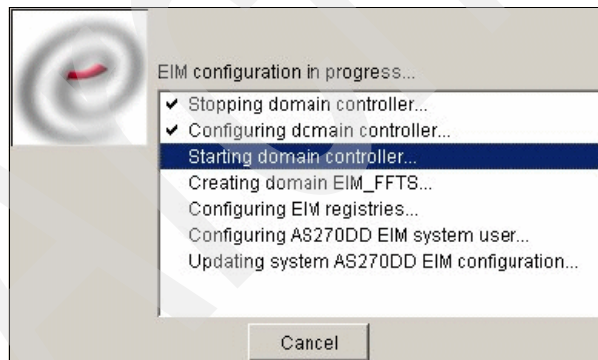 EIM configuration in progress...
✔ Stopping domain controller...
✔ Configuring domain controller...
Starting domain controller...
Creating domain EIM_FFTS...
Configuring EIM registries...
Configuring AS270DD EIM system user...
Updating system AS270DD EIM configuration...
Cancel